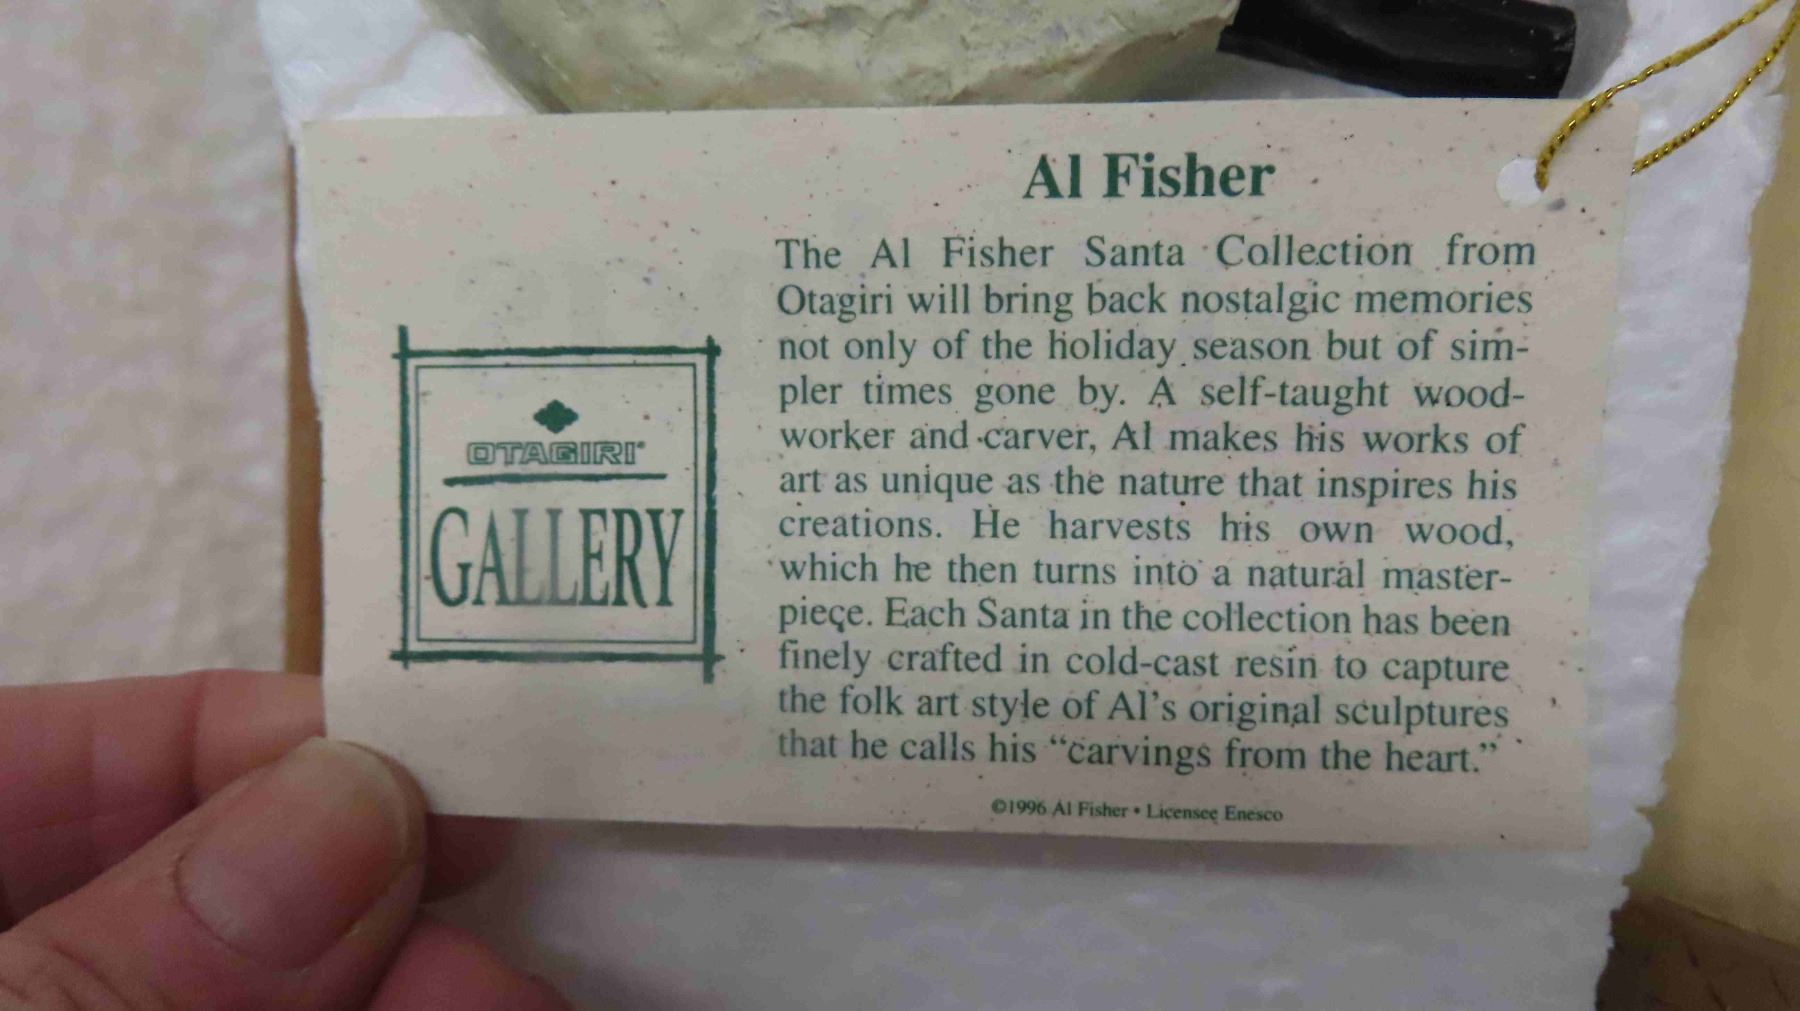 Al Fisher
The Al Fisher Santa Collection from
Otagiri will bring back nostalgic memories
not only of the holiday season but of sim-
pler times gone by. A self-taught wood-
worker and carver, Al makes his works of
art as unique as the nature that inspires his
creations. He harvests his own wood,
which he then turns into a natural master-
piece. Each Santa in the collection has been
finely crafted in cold-cast resin to capture
the folk art style of Al's original sculptures
that he calls his “carvings from the heart.”
©1996 Al Fisher • Licensee Enesco
OTAGIRI
GALLERY